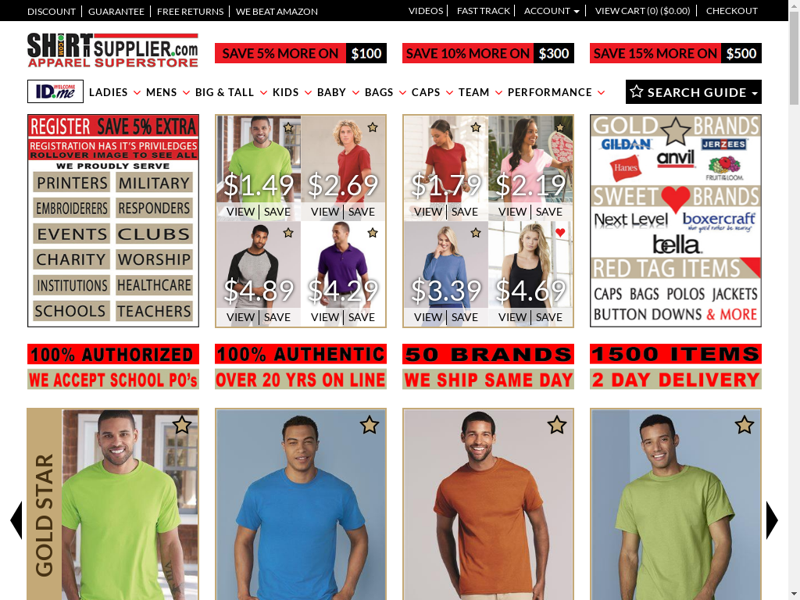 DISCOUNT GUARANTEE FREE RETURNS WE BEAT AMAZON VIDEOS FAST TRACK ACCOUNT VIEW CART (0) ($0.00) CHECKOUT
SHIRT SUPPLIER.com
APPAREL SUPERSTORE
SAVE 5% MORE ON $100
SAVE 10% MORE ON $300
SAVE 15% MORE ON $500
ID.me WELCOME LADIES MENS BIG & TALL KIDS BABY BAGS CAPS TEAM PERFORMANCE SEARCH GUIDE
REGISTER SAVE 5% EXTRA
REGISTRATION HAS IT'S PRIVILEDGES
ROLLOVER IMAGE TO SEE ALL
WE PROUDLY SERVE
PRINTERS MILITARY
EMBROIDERERS RESPONDERS
EVENTS CLUBS
CHARITY WORSHIP
INSTITUTIONS HEALTHCARE
SCHOOLS TEACHERS
$1.49 $2.69
VIEW SAVE VIEW SAVE
$4.89 $4.29
VIEW SAVE VIEW SAVE
$1.79 $2.19
VIEW SAVE VIEW SAVE
$3.39 $4.69
VIEW SAVE VIEW SAVE
GOLD BRANDS
GILDAN JERZEES
Hanes anvil FRUIT OF THE LOOM
SWEET BRANDS
Next Level boxercraft
bella
RED TAG ITEMS
CAPS BAGS POLOS JACKETS
BUTTON DOWNS & MORE
100% AUTHORIZED
WE ACCEPT SCHOOL PO's
100% AUTHENTIC
OVER 20 YRS ON LINE
50 BRANDS
WE SHIP SAME DAY
1500 ITEMS
2 DAY DELIVERY
GOLD STAR